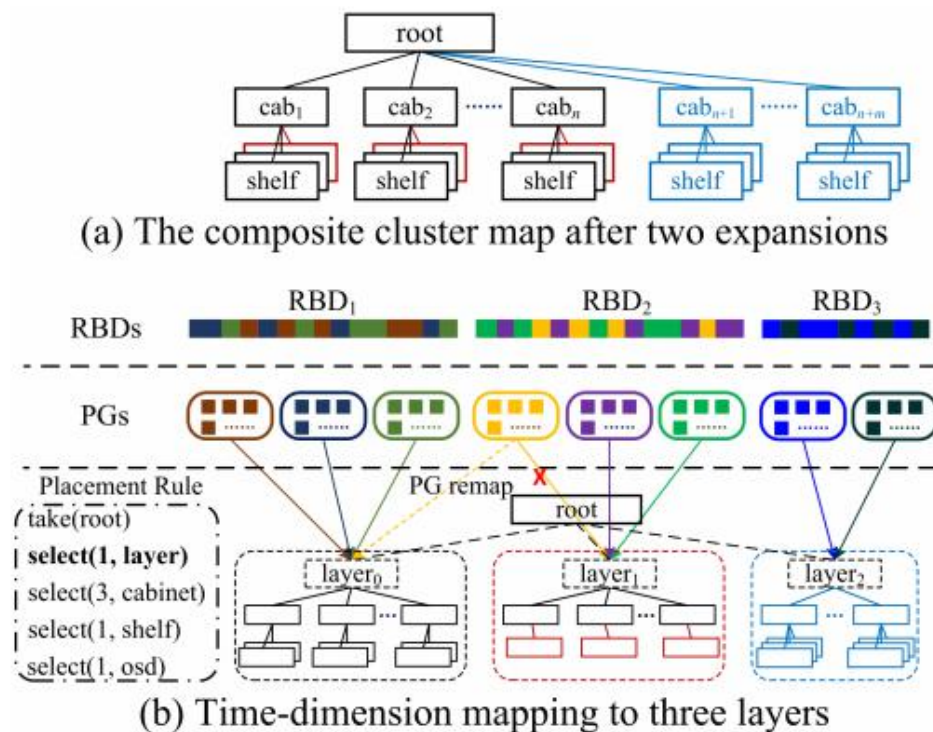 root
cab1 cab2 ...... cabn cabn+1 ...... cabn+m
shelf shelf shelf shelf shelf
(a) The composite cluster map after two expansions
RBD1 RBD2 RBD3
RBDs
PGs
...... ...... ...... ...... ...... ...... ...... ......
Placement Rule
PG remap
X
root
take(root)
select(1, layer)
select(3, cabinet)
select(1, shelf)
select(1, osd)
layer0 layer1 layer2
... ... ...
(b) Time-dimension mapping to three layers